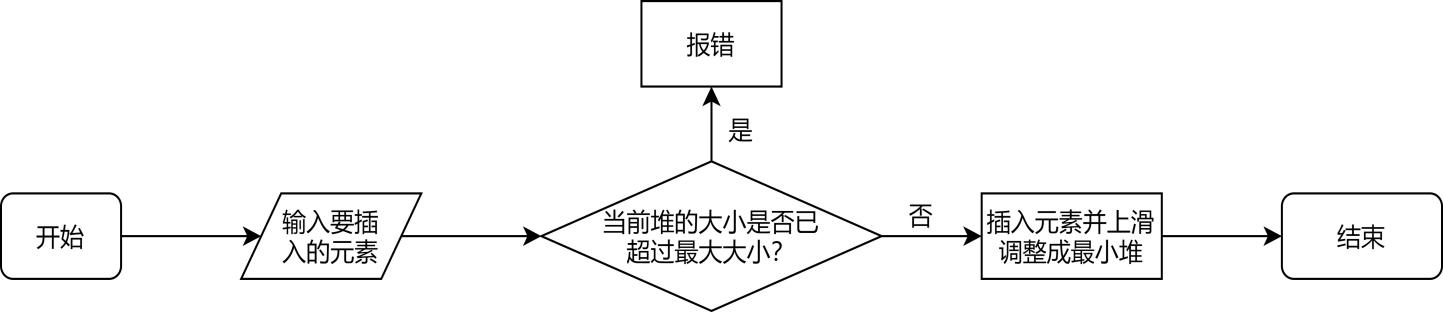 报错
是
开始
输入要插
入的元素
当前堆的大小是否已
超过最大大小?
否
插入元素并上滑
调整成最小堆
结束